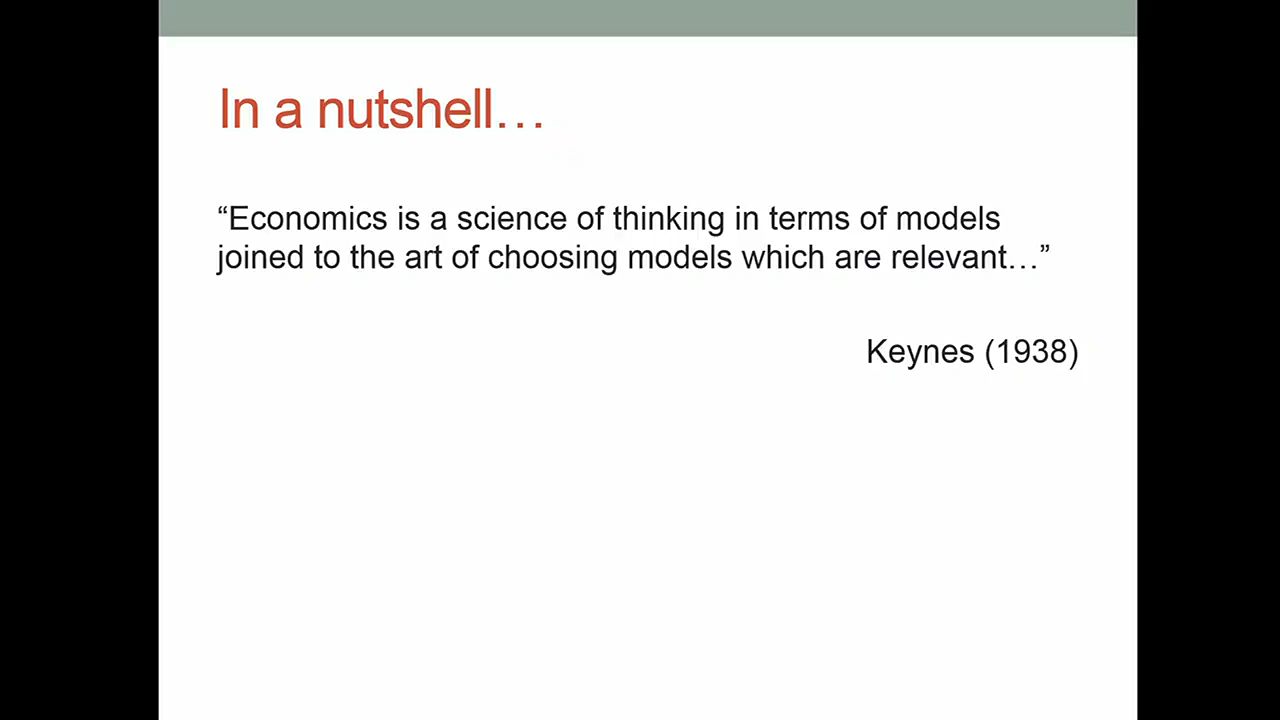 In a nutshell…
“Economics is a science of thinking in terms of models
joined to the art of choosing models which are relevant…”
Keynes (1938)